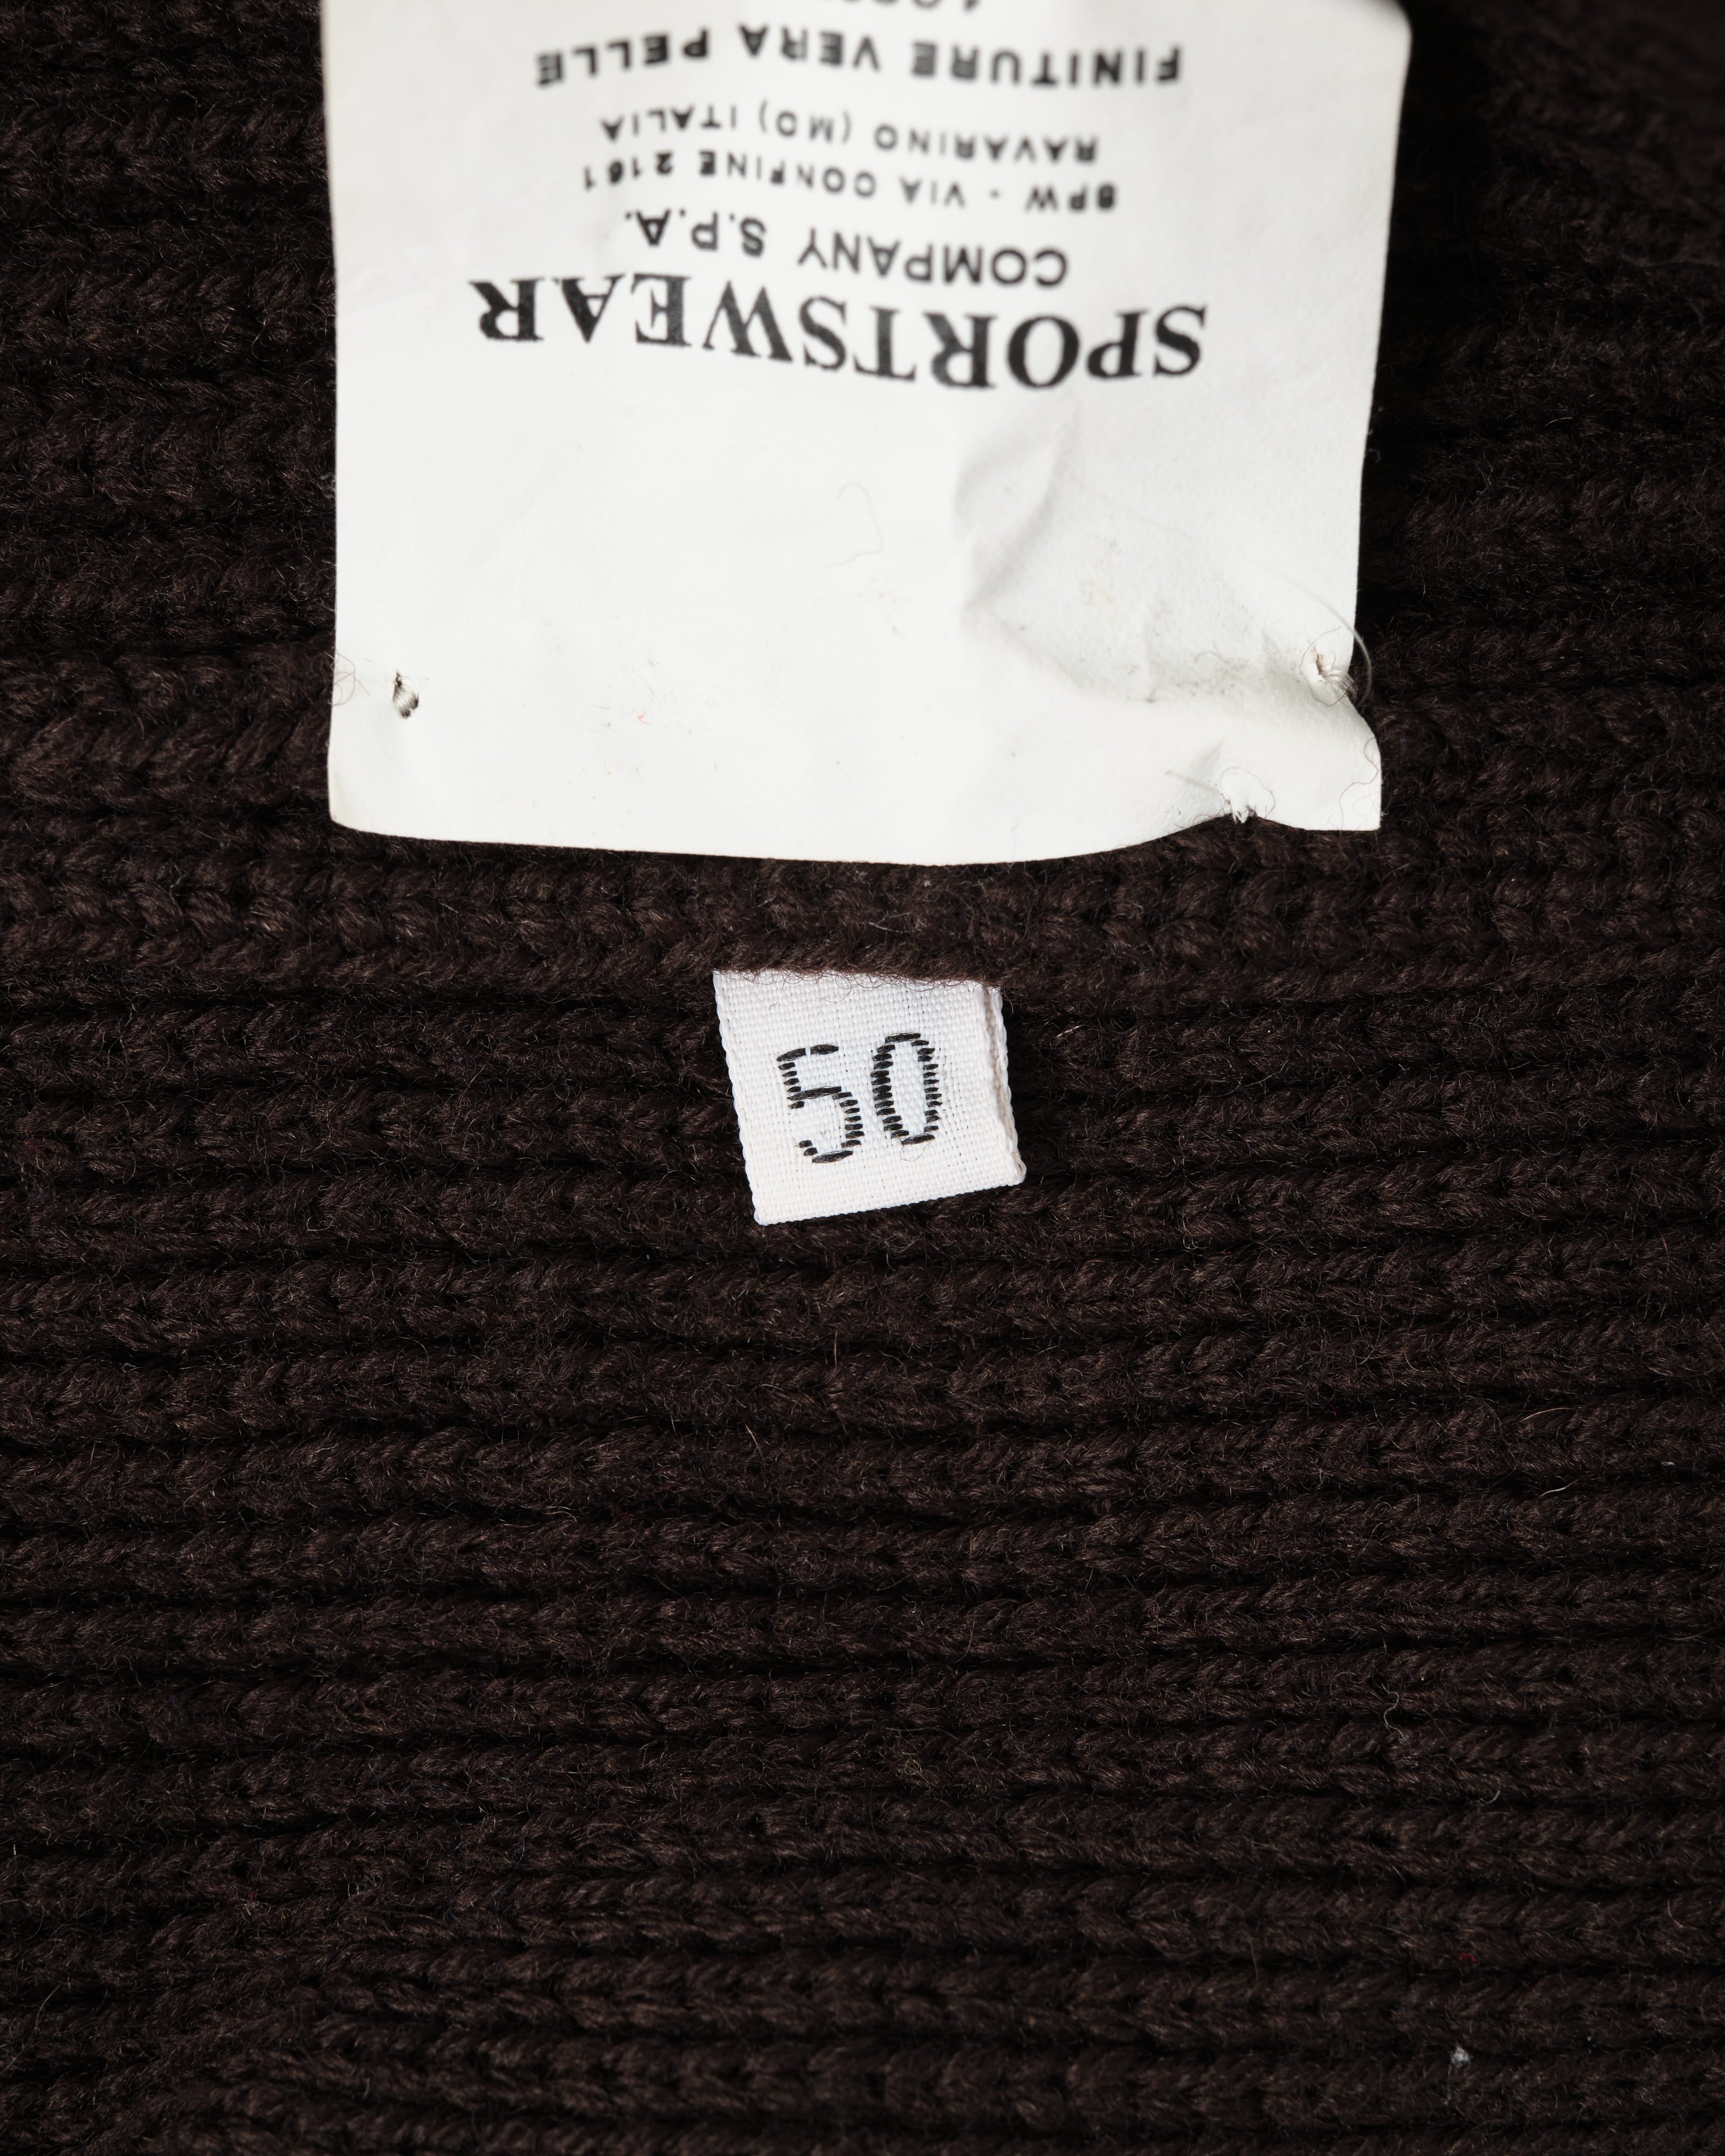 SPORTSWEAR
COMPANY S.P.A.
SPW - VIA CONFINE 2161
RAVARINO (MO) ITALIA
FINITURE VERA PELLE
50